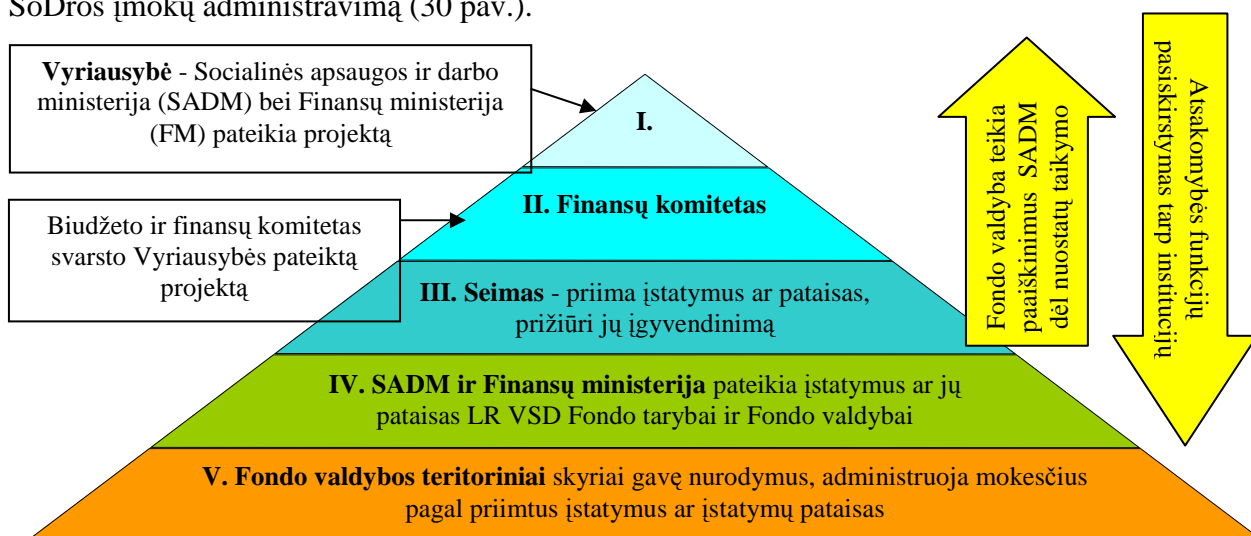 SoDros įmokų administravimą (30 pav.).
Vyriausybė - Socialinės apsaugos ir darbo
ministerija (SADM) bei Finansų ministerija
(FM) pateikia projektą
I.
Biudžeto ir finansų komitetas
svarsto Vyriausybės pateiktą
projektą
II. Finansų komitetas
III. Seimas - priima įstatymus ar pataisas,
prižiūri jų įgyvendinimą
IV. SADM ir Finansų ministerija pateikia įstatymus ar jų
pataisas LR VSD Fondo tarybai ir Fondo valdybai
V. Fondo valdybos teritoriniai skyriai gavę nurodymus, administruoja mokesčius
pagal priimtus įstatymus ar įstatymų pataisas
Fondo valdyba teikia
paaiškinimus SADM
dėl nuostatų taikymo
Atsakomybės funkcijų
pasiskirstymas tarp institucijų